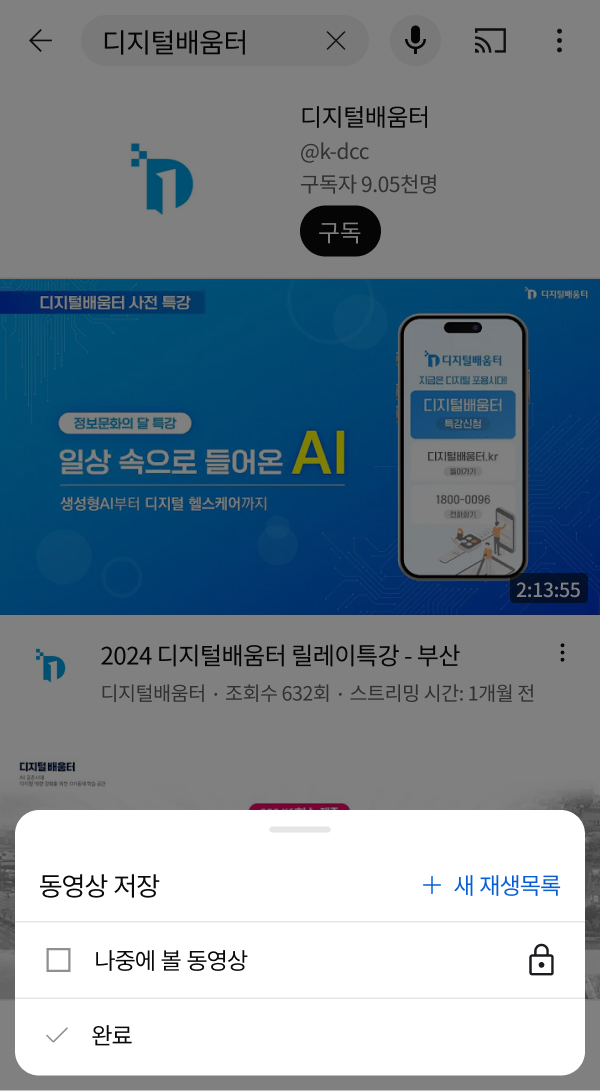 디지털배움터
디지털배움터
@k-dcc
구독자 9.05천명
구독
디지털배움터 사전 특강
디지털배움터
정보문화의 달 특강
일상 속으로 들어온 AI
생성형AI부터 디지털 헬스케어까지
디지털배움터
지금은 디지털 포용시대!!
디지털배움터
특강신청
디지털배움터.kr
들어가기
1800-0096
전화하기
2:13:55
2024 디지털배움터 릴레이특강 - 부산
디지털배움터 · 조회수 632회 · 스트리밍 시간: 1개월 전
디지털배움터
동영상 저장
+ 새 재생목록
나중에 볼 동영상
완료